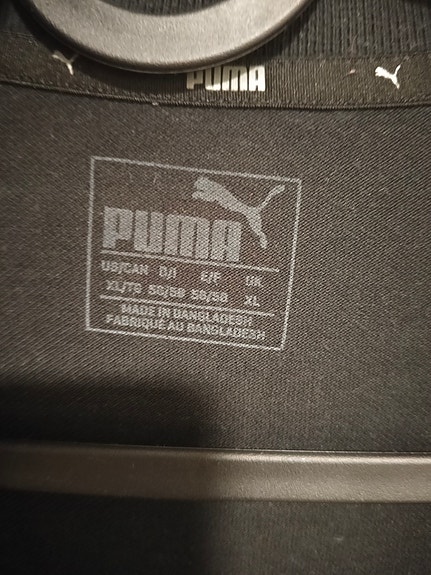 PUMA
PUMA
US/CAN D/I E/F UK
XL/TG 56/58 56/58 XL
MADE IN BANGLADESH
FABRIQUÉ AU BANGLADESH